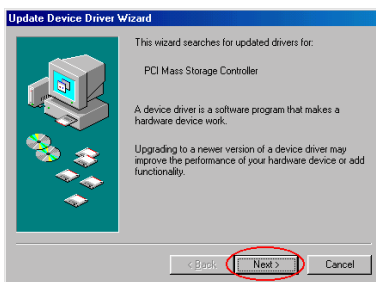 Update Device Driver Wizard
This wizard searches for updated drivers for:
PCI Mass Storage Controller
A device driver is a software program that makes a
hardware device work.
Upgrading to a newer version of a device driver may
improve the performance of your hardware device or add
functionality.
< Back Next > Cancel